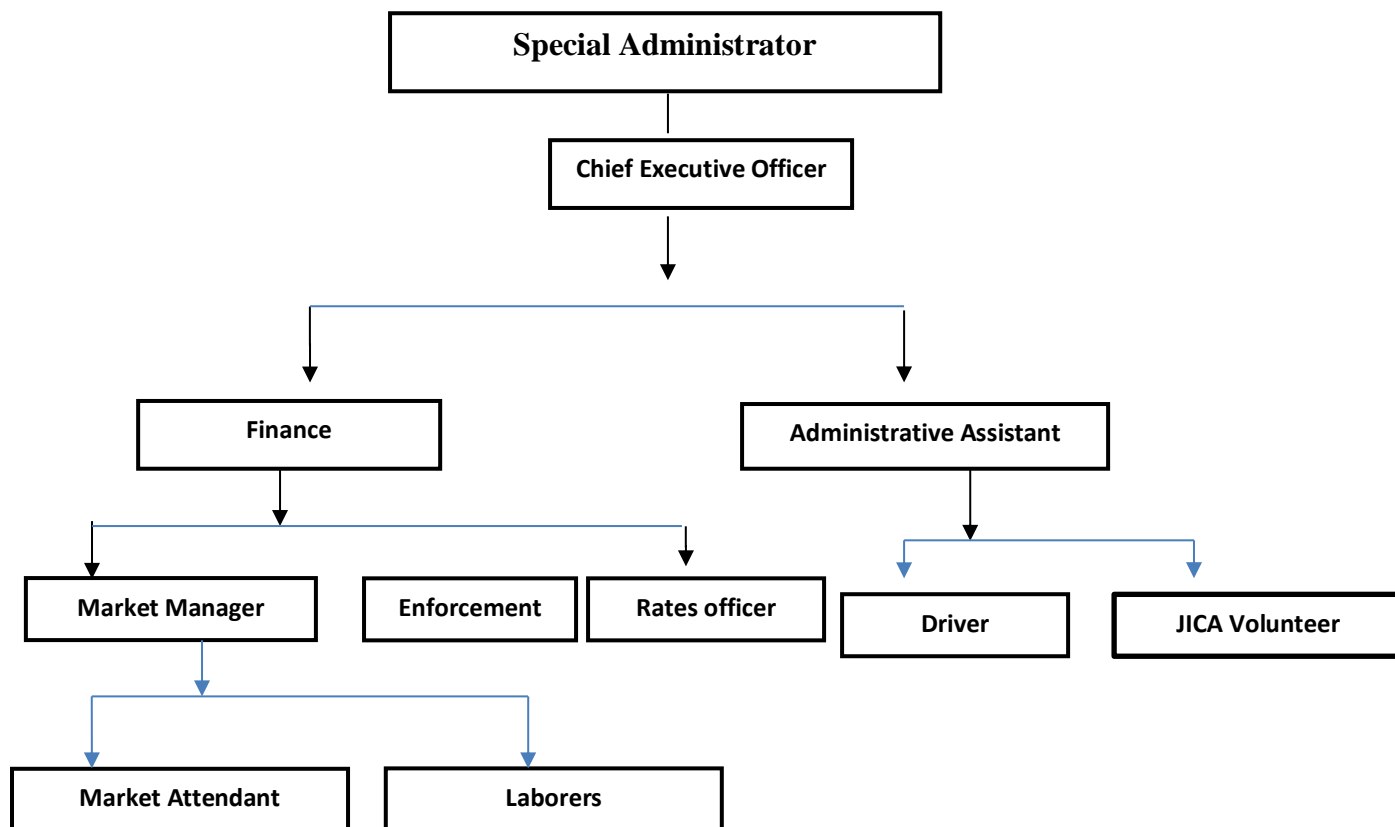 Special Administrator
Chief Executive Officer
Finance
Administrative Assistant
Market Manager
Enforcement
Rates officer
Driver
JICA Volunteer
Market Attendant
Laborers